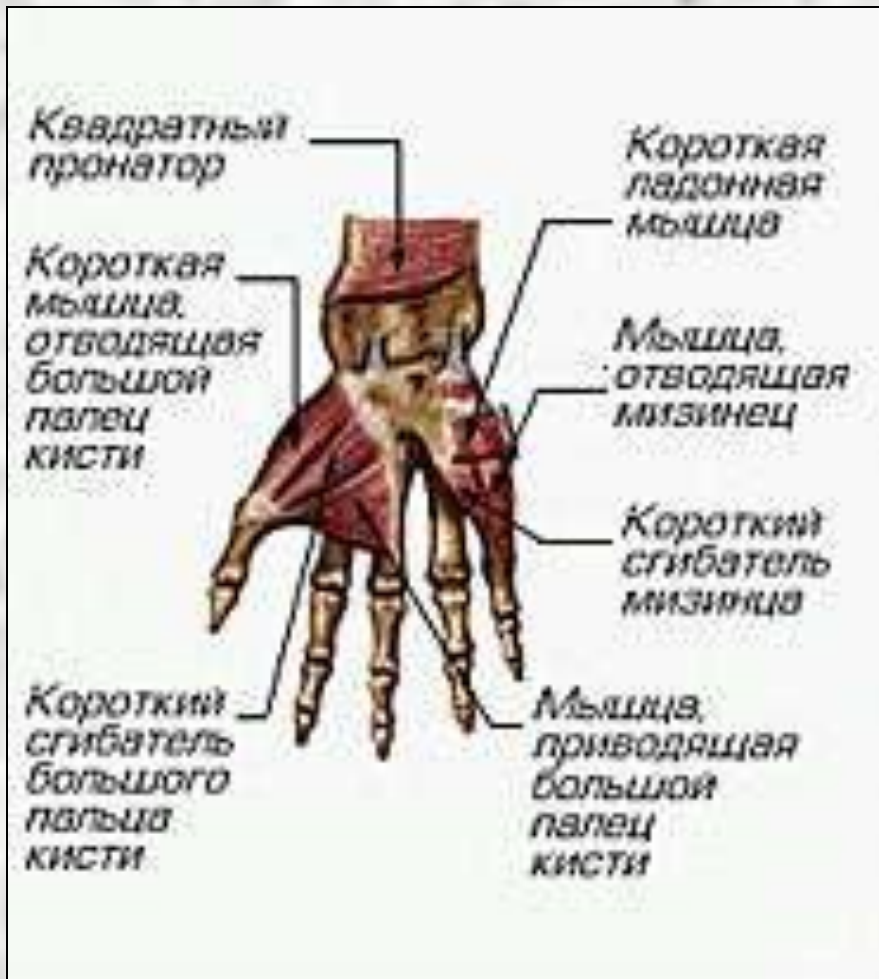 Квадратный
пронатор
Короткая
мышца,
отводящая
большой
палец
кисти
Короткий
сгибатель
большого
пальца
кисти
Короткая
ладонная
мышца
Мышца,
отводящая
мизинец
Короткий
сгибатель
мизинца
Мышца,
приводящая
большой
палец
кисти